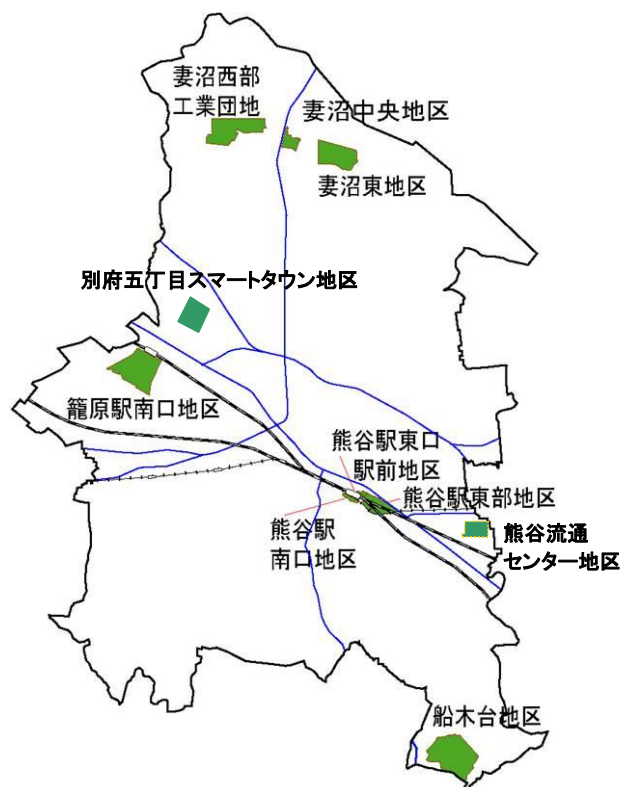 妻沼西部
工業団地
妻沼中央地区
妻沼東地区
別府五丁目スマートタウン地区
籠原駅南口地区
熊谷駅東口
駅前地区
熊谷駅東部地区
熊谷駅
南口地区
熊谷流通
センター地区
船木台地区